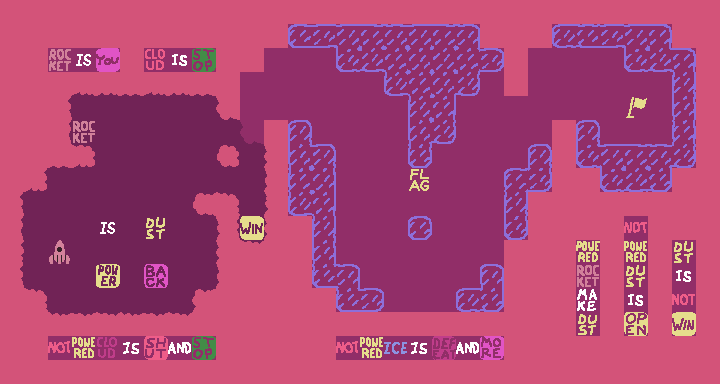 ROCKET IS YOU
CLOUD IS STOP
ROCKET
FLAG
IS DUST
WIN
POWER BACK
NOT POWERED DUST IS OPEN
POWERED ROCKET MAKE DUST
DUST IS NOT WIN
NOT POWERED CLOUD IS SHUT AND STOP
NOT POWERED ICE IS DEFEAT AND MORE